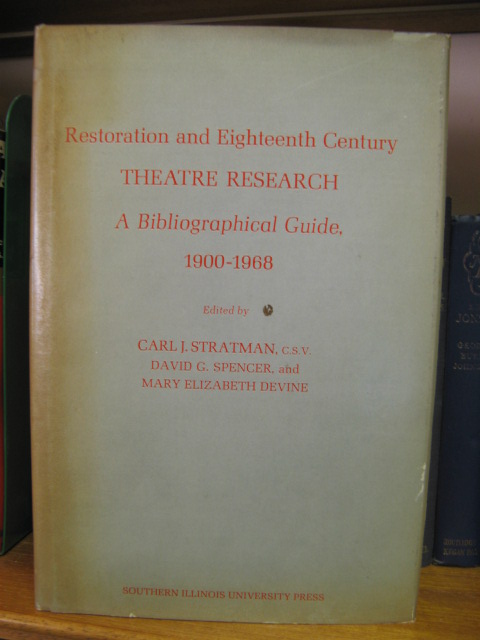 Restoration and Eighteenth Century
THEATRE RESEARCH
A Bibliographical Guide,
1900-1968
Edited by
CARL J. STRATMAN, C.S.V.
DAVID G. SPENCER, and
MARY ELIZABETH DEVINE
SOUTHERN ILLINOIS UNIVERSITY PRESS